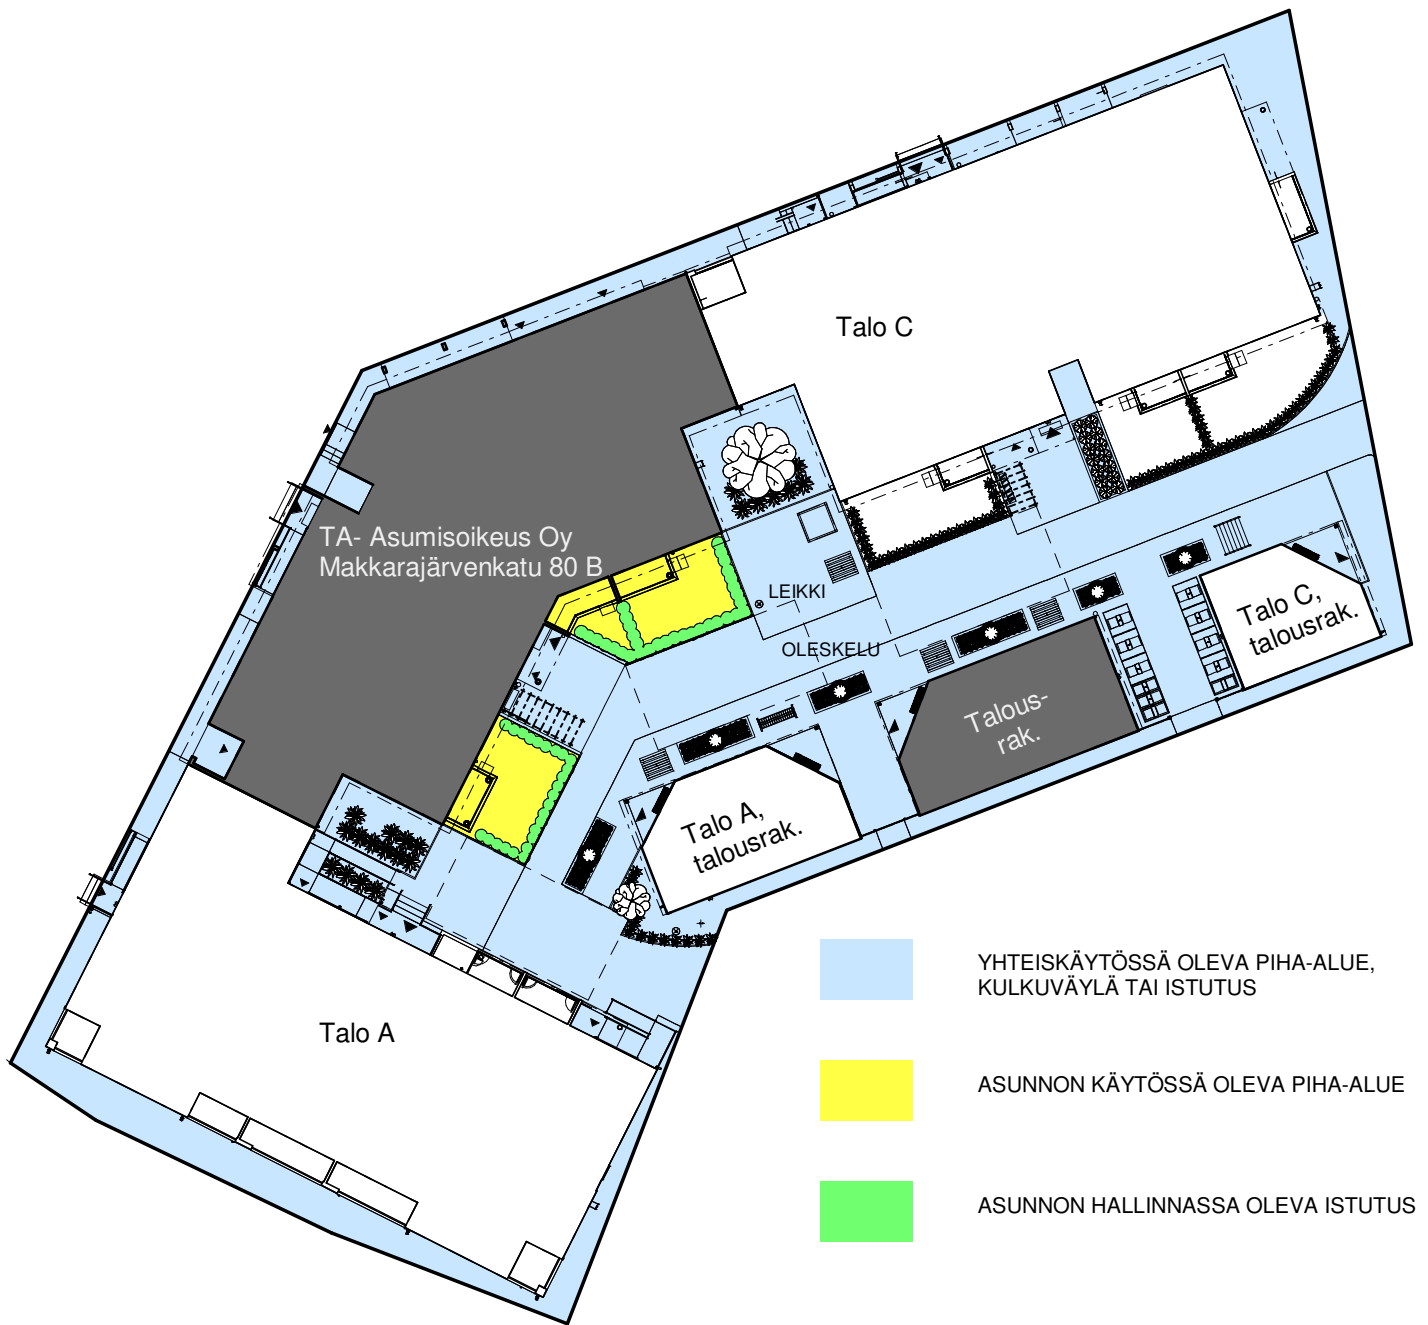 Talo C
TA- Asumisoikeus Oy
Makkarajärvenkatu 80 B
LEIKKI
OLESKELU
Talo C,
talousrak.
Talous-
rak.
Talo A,
talousrak.
Talo A
YHTEISKÄYTÖSSÄ OLEVA PIHA-ALUE,
KULKUVÄYLÄ TAI ISTUTUS
ASUNNON KÄYTÖSSÄ OLEVA PIHA-ALUE
ASUNNON HALLINNASSA OLEVA ISTUTUS